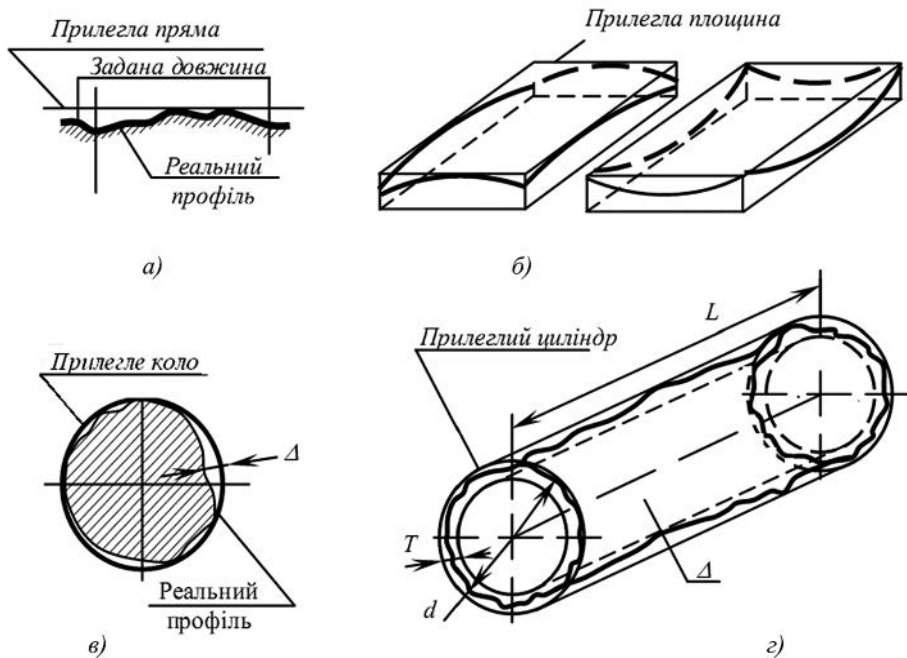 Прилегла пряма
Задана довжина
Реальний
профіль
а)
Прилегла площина
б)
Прилегле коло
Δ
Реальний
профіль
в)
Прилеглий циліндр
L
T
d
Δ
г)